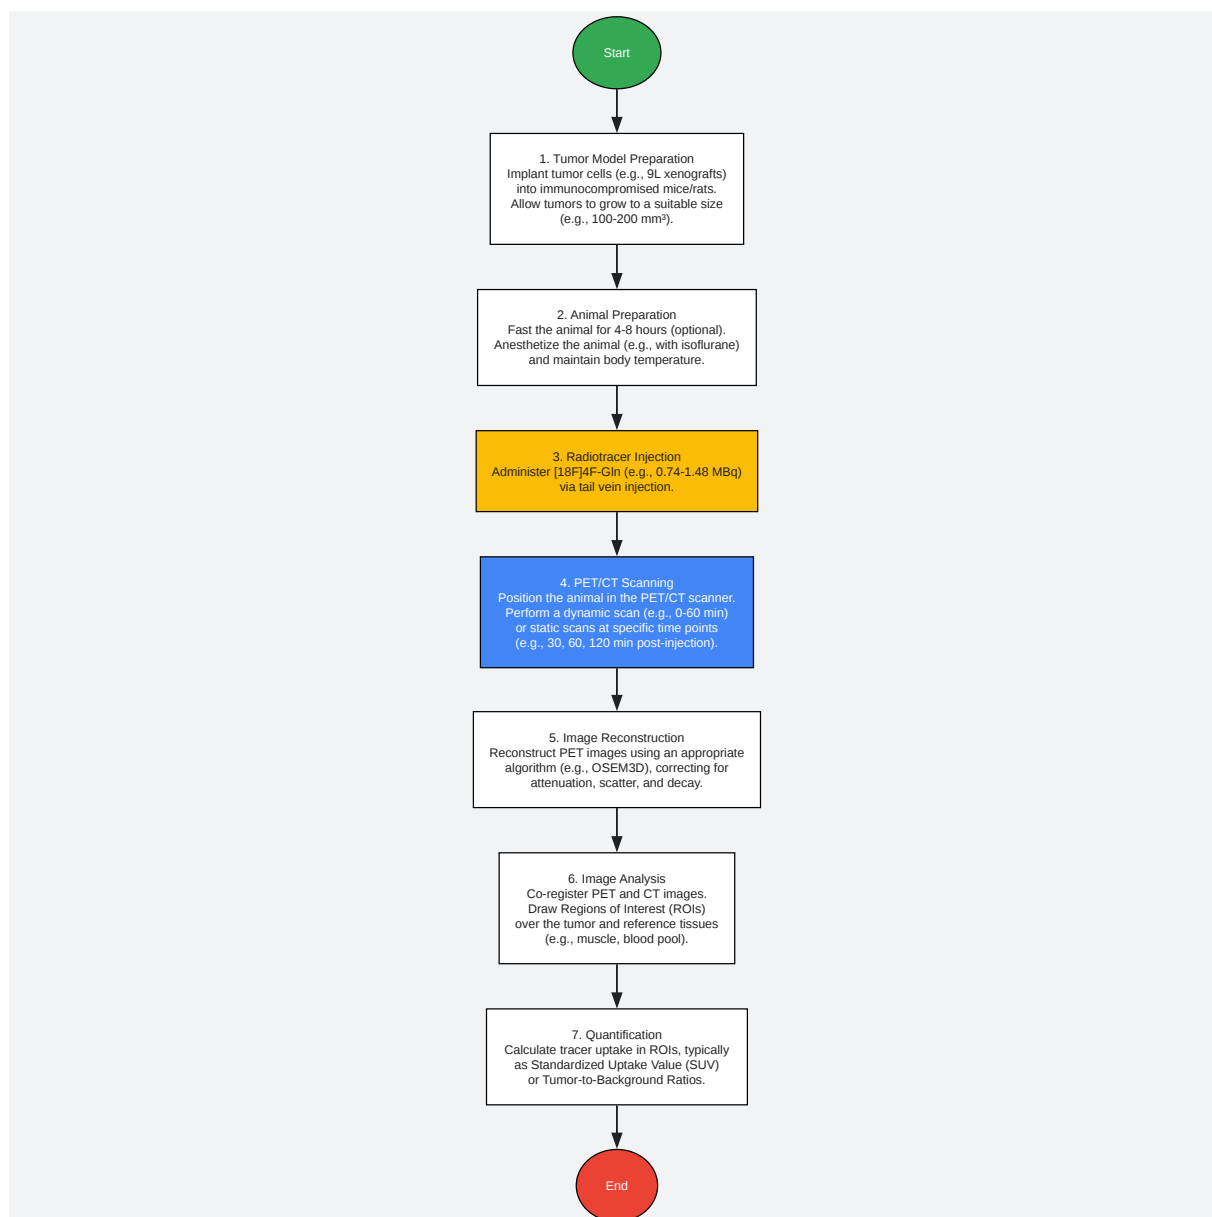 Start
1. Tumor Model Preparation
Implant tumor cells (e.g., 9L xenografts)
into immunocompromised mice/rats.
Allow tumors to grow to a suitable size
(e.g., 100-200 mm³).
2. Animal Preparation
Fast the animal for 4-8 hours (optional).
Anesthetize the animal (e.g., with isoflurane)
and maintain body temperature.
3. Radiotracer Injection
Administer [18F]4F-Gln (e.g., 0.74-1.48 MBq)
via tail vein injection.
4. PET/CT Scanning
Position the animal in the PET/CT scanner.
Perform a dynamic scan (e.g., 0-60 min)
or static scans at specific time points
(e.g., 30, 60, 120 min post-injection).
5. Image Reconstruction
Reconstruct PET images using an appropriate
algorithm (e.g., OSEM3D), correcting for
attenuation, scatter, and decay.
6. Image Analysis
Co-register PET and CT images.
Draw Regions of Interest (ROIs)
over the tumor and reference tissues
(e.g., muscle, blood pool).
7. Quantification
Calculate tracer uptake in ROIs, typically
as Standardized Uptake Value (SUV)
or Tumor-to-Background Ratios.
End